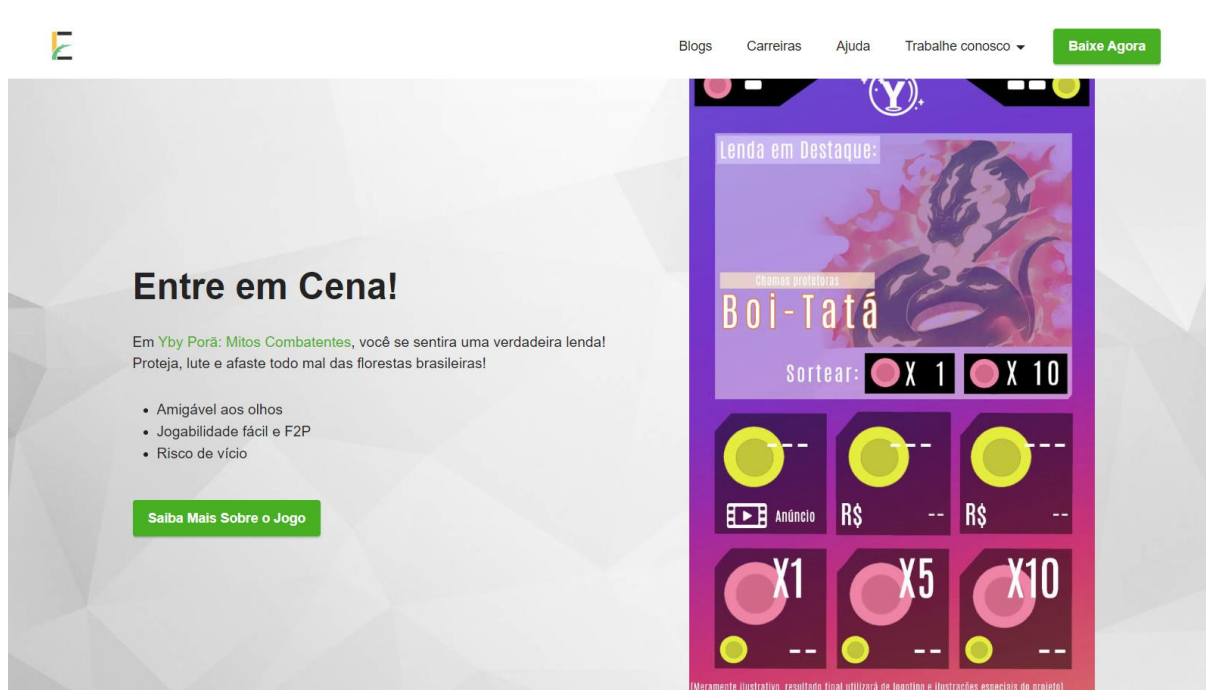 Blogs
Carreiras
Ajuda
Trabalhe conosco
Baixe Agora
Entre em Cena!
Em Yby Porã: Mitos Combatentes, você se sentira uma verdadeira lenda!
Proteja, lute e afaste todo mal das florestas brasileiras!
Amigável aos olhos
Jogabilidade fácil e F2P
Risco de vício
Saiba Mais Sobre o Jogo
Y
Lenda em Destaque:
Chamas protetoras
Boi-Tatá
Sortear: X 1 X 10
--- --- ---
Anúncio R$ -- R$ --
X1 X5 X10
-- -- --
(Meramente ilustrativo, resultado final utilizará de logotipo e ilustrações especiais do projeto)